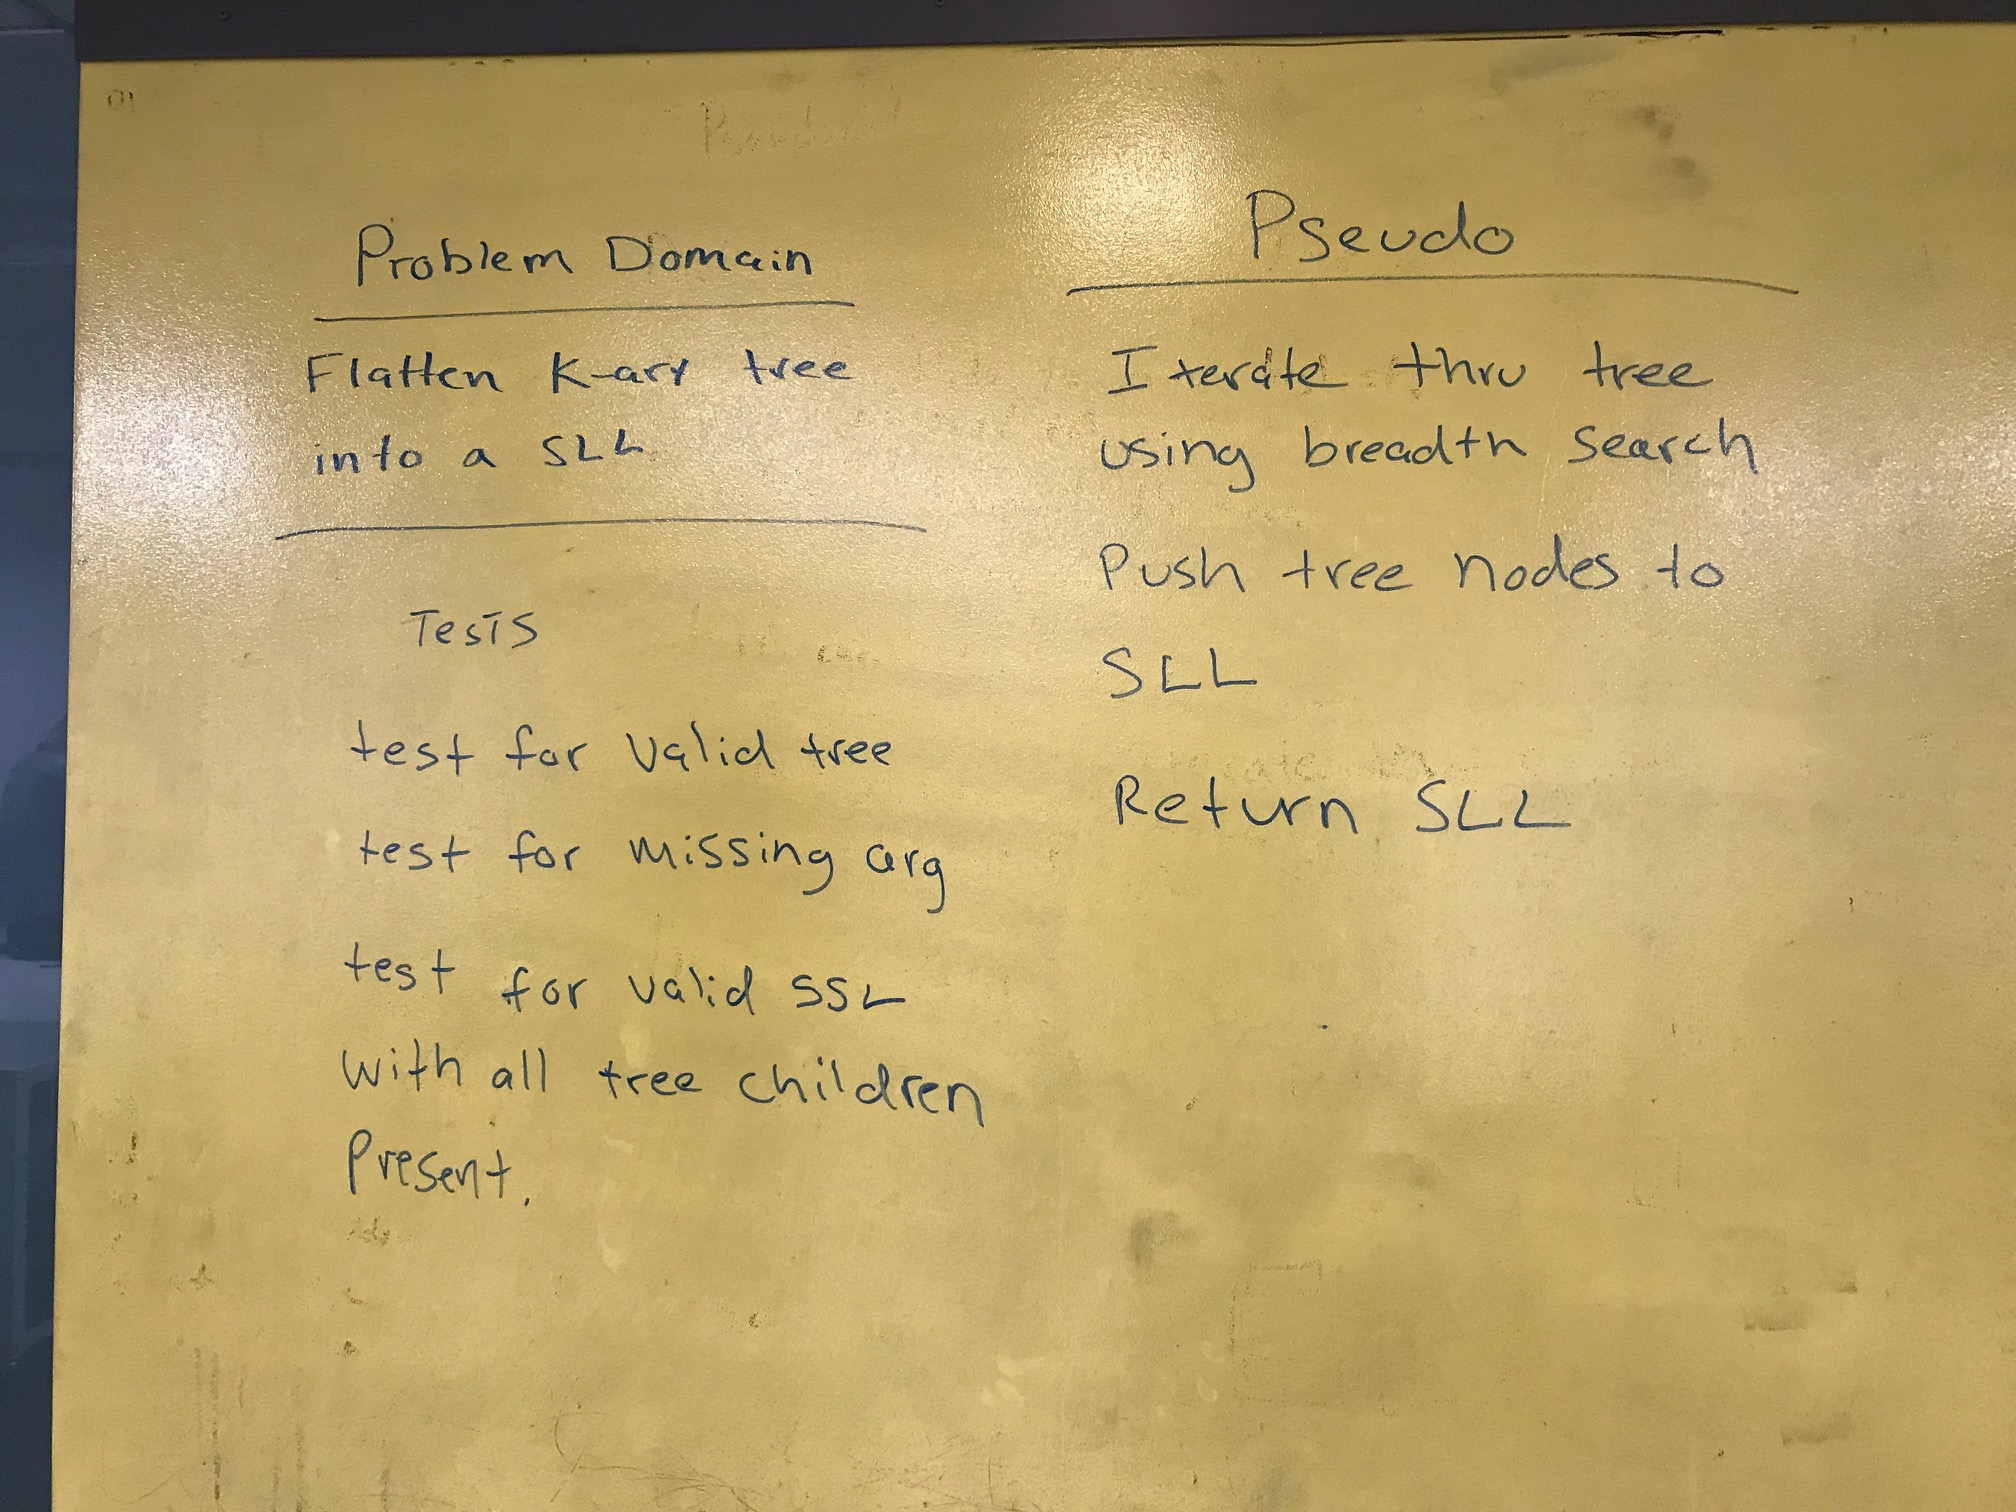 Problem Domain
Flatten K-ary tree
into a SLL
Tests
test for valid tree
test for missing arg
test for valid SSL
with all tree children
Present.
Pseudo
Iterate thru tree
using breadth search
Push tree nodes to
SLL
Return SLL